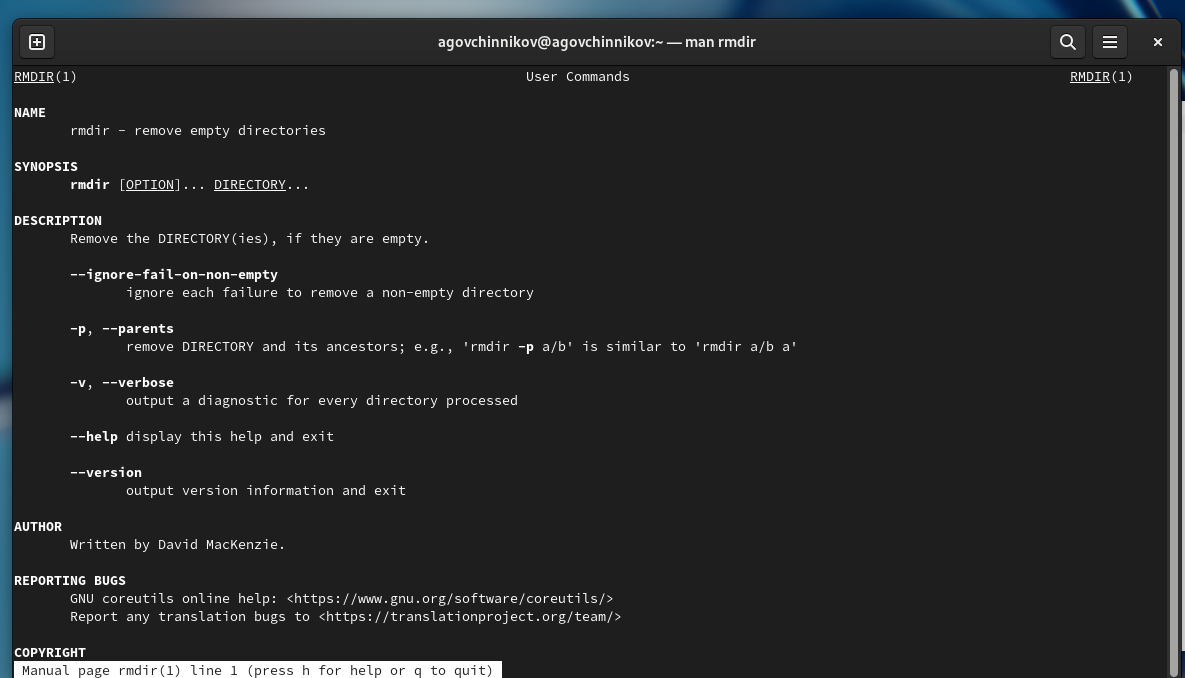 agovchinnikov@agovchinnikov:~ — man rmdir
RMDIR(1) User Commands RMDIR(1)
NAME
rmdir - remove empty directories
SYNOPSIS
rmdir [OPTION]... DIRECTORY...
DESCRIPTION
Remove the DIRECTORY(ies), if they are empty.
--ignore-fail-on-non-empty
ignore each failure to remove a non-empty directory
-p, --parents
remove DIRECTORY and its ancestors; e.g., 'rmdir -p a/b' is similar to 'rmdir a/b a'
-v, --verbose
output a diagnostic for every directory processed
--help display this help and exit
--version
output version information and exit
AUTHOR
Written by David MacKenzie.
REPORTING BUGS
GNU coreutils online help: <https://www.gnu.org/software/coreutils/>
Report any translation bugs to <https://translationproject.org/team/>
COPYRIGHT
Manual page rmdir(1) line 1 (press h for help or q to quit)